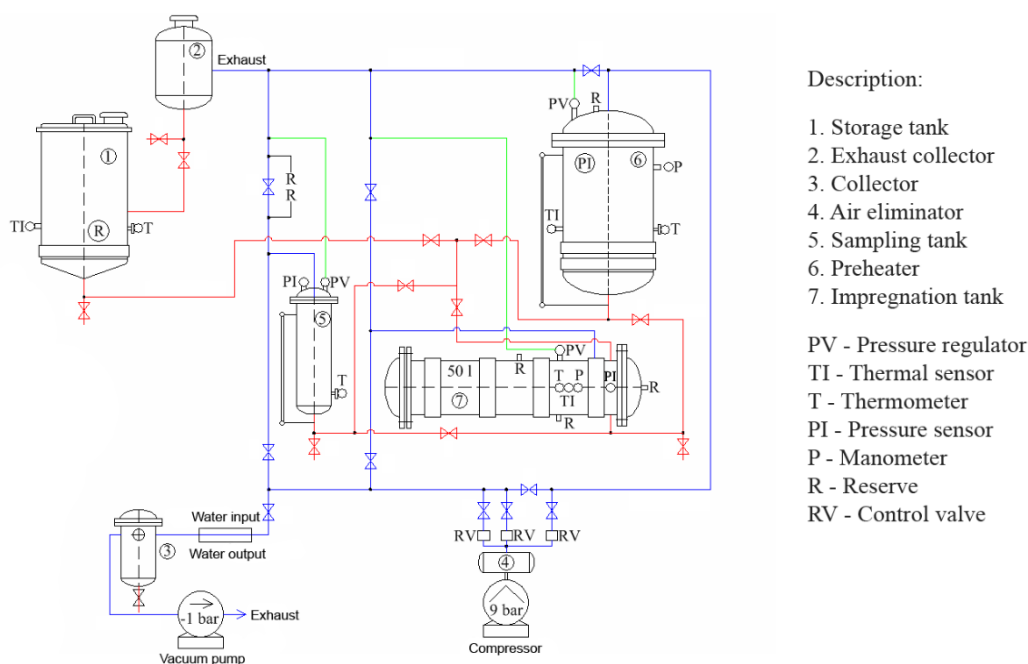 2
Exhaust
1
TI
R
T
R
R
PV
R
PI
6
P
TI
T
PI
PV
5
T
PV
R
50 l
T P
TI
PI
R
7
R
Water input
Water output
3
-1 bar
Exhaust
Vacuum pump
RV
RV
RV
4
9 bar
Compressor
Description:
1. Storage tank
2. Exhaust collector
3. Collector
4. Air eliminator
5. Sampling tank
6. Preheater
7. Impregnation tank
PV - Pressure regulator
TI - Thermal sensor
T - Thermometer
PI - Pressure sensor
P - Manometer
R - Reserve
RV - Control valve